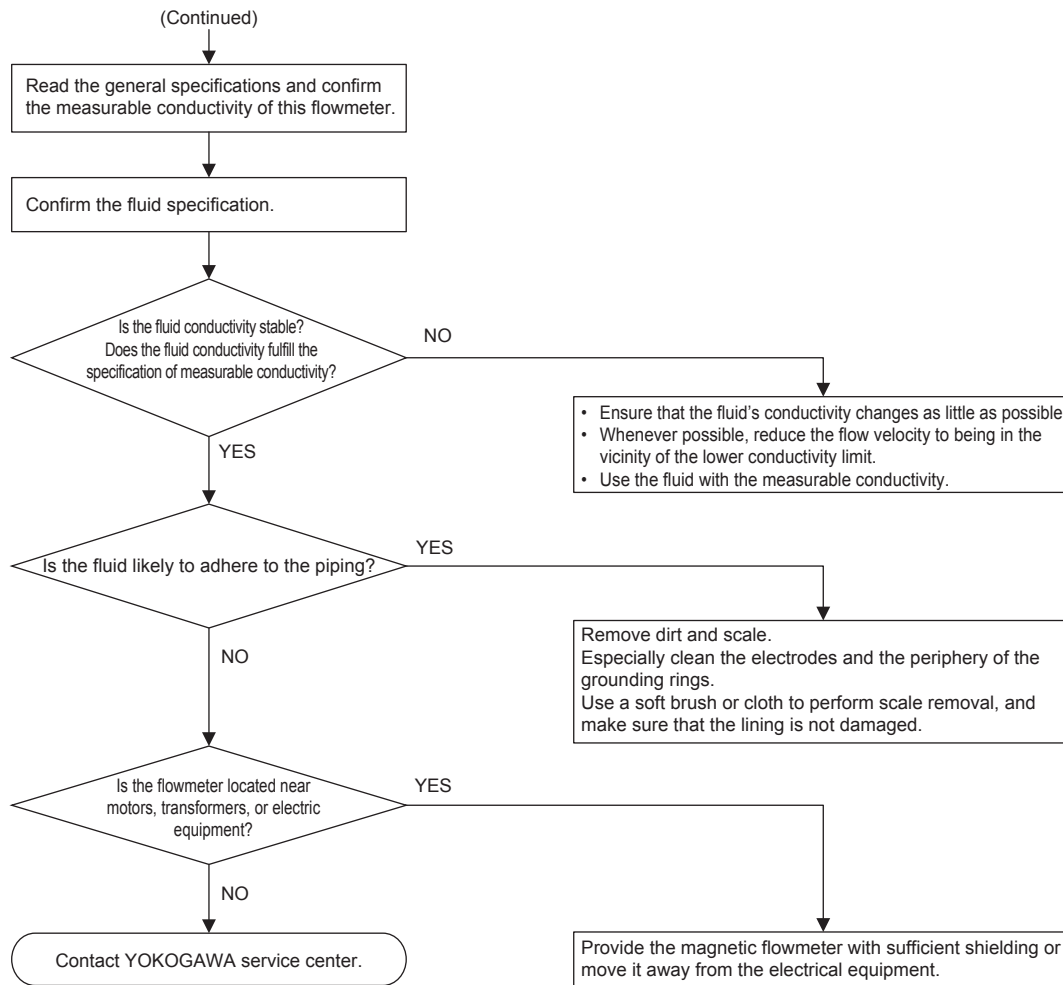 (Continued)
Read the general specifications and confirm
the measurable conductivity of this flowmeter.
Confirm the fluid specification.
Is the fluid conductivity stable?
Does the fluid conductivity fulfill the
specification of measurable conductivity?
NO
YES
• Ensure that the fluid's conductivity changes as little as possible
• Whenever possible, reduce the flow velocity to being in the
vicinity of the lower conductivity limit.
• Use the fluid with the measurable conductivity.
Is the fluid likely to adhere to the piping?
YES
NO
Remove dirt and scale.
Especially clean the electrodes and the periphery of the
grounding rings.
Use a soft brush or cloth to perform scale removal, and
make sure that the lining is not damaged.
Is the flowmeter located near
motors, transformers, or electric
equipment?
YES
NO
Contact YOKOGAWA service center.
Provide the magnetic flowmeter with sufficient shielding or
move it away from the electrical equipment.